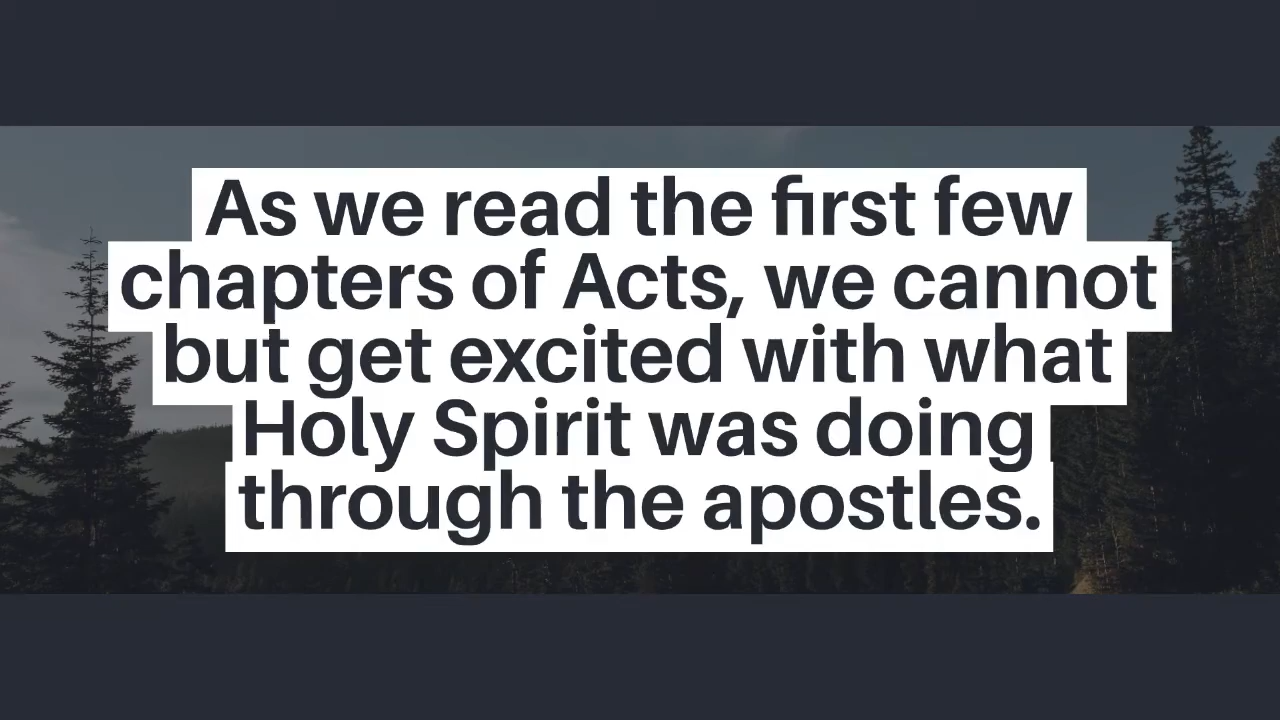 As we read the first few
chapters of Acts, we cannot
but get excited with what
Holy Spirit was doing
through the apostles.